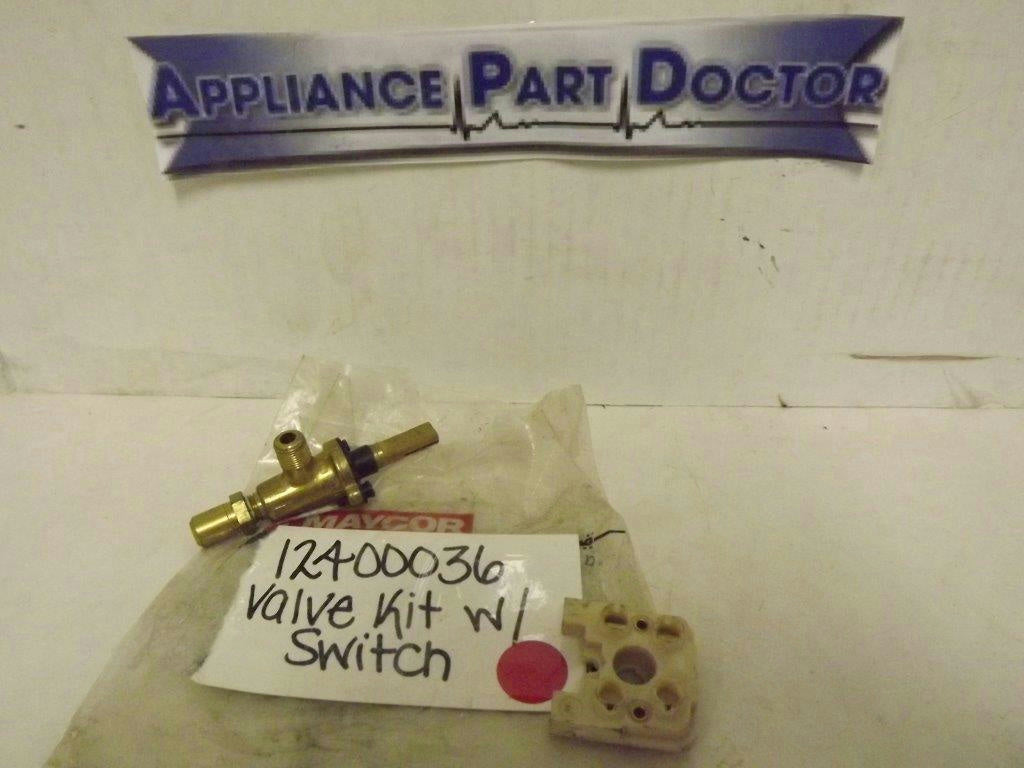 APPLIANCE PART DOCTOR
MAYCOR
12400036
Valve Kit w/
Switch